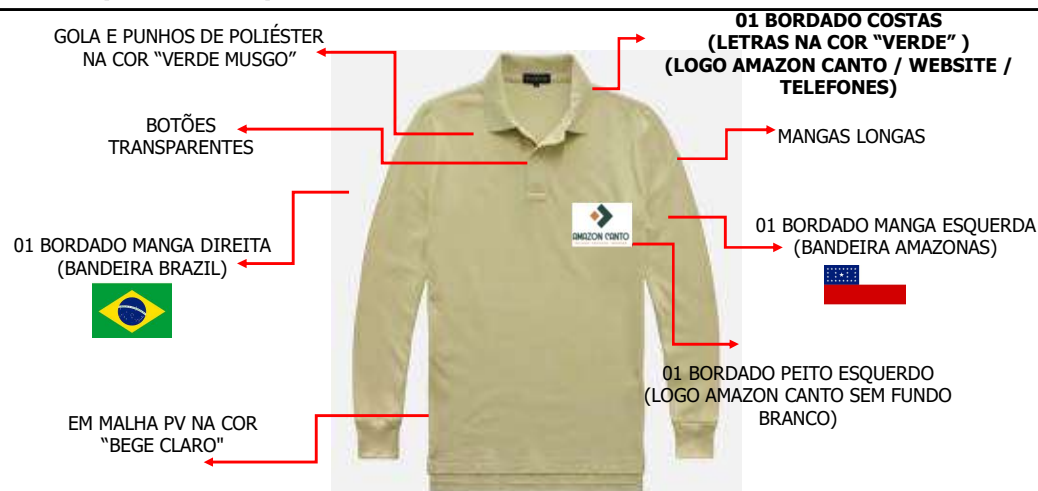 GOLA E PUNHOS DE POLIÉSTER
NA COR “VERDE MUSGO”
01 BORDADO COSTAS
(LETRAS NA COR “VERDE” )
(LOGO AMAZON CANTO / WEBSITE /
TELEFONES)
BOTÕES
TRANSPARENTES
MANGAS LONGAS
AMAZON CANTO
01 BORDADO MANGA DIREITA
(BANDEIRA BRAZIL)
01 BORDADO MANGA ESQUERDA
(BANDEIRA AMAZONAS)
01 BORDADO PEITO ESQUERDO
(LOGO AMAZON CANTO SEM FUNDO
BRANCO)
EM MALHA PV NA COR
“BEGE CLARO"